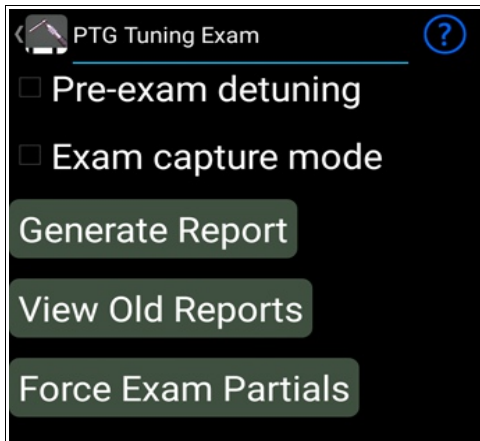 PTG Tuning Exam
?
Pre-exam detuning
Exam capture mode
Generate Report
View Old Reports
Force Exam Partials